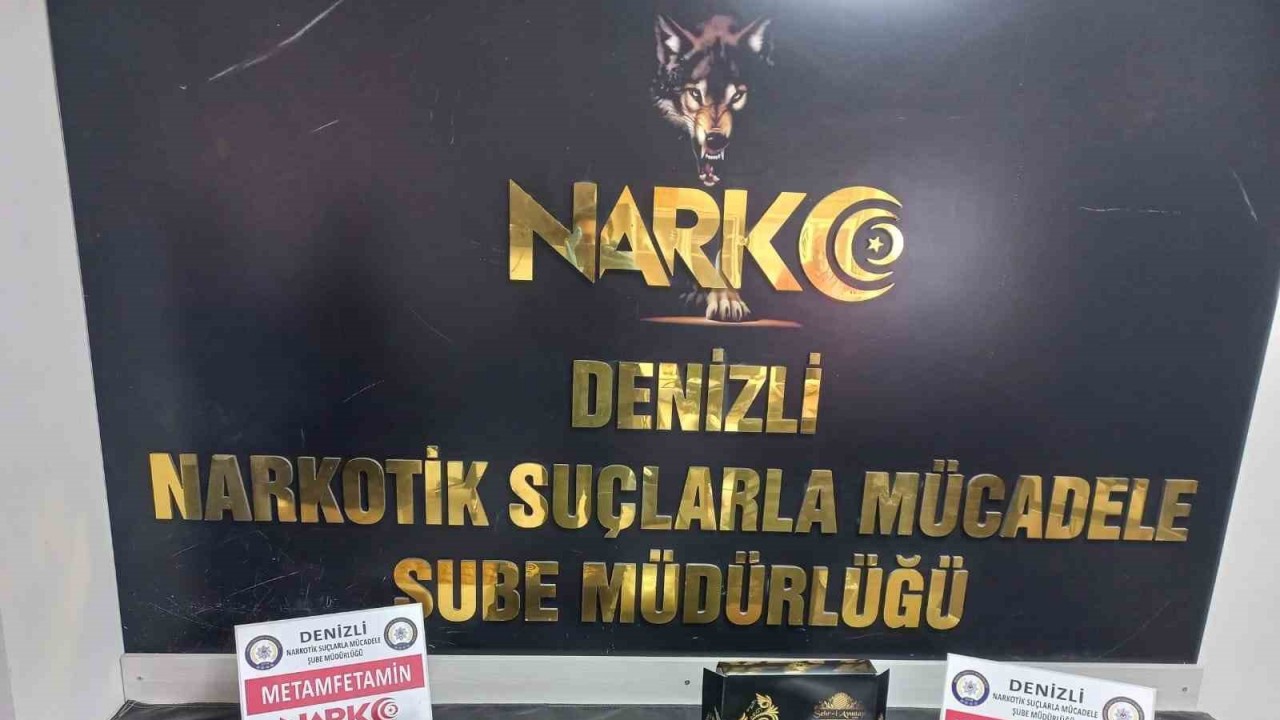 NARKO
DENİZLİ
NARKOTİK SUÇLARLA MÜCADELE
ŞUBE MÜDÜRLÜĞÜ
DENİZLİ
NARKOTİK SUÇLARLA MÜCADELE
ŞUBE MÜDÜRLÜĞÜ
METAMFETAMİN
NARKO
DENİZLİ
NARKOTİK SUÇLARLA MÜCADELE
ŞUBE MÜDÜRLÜĞÜ